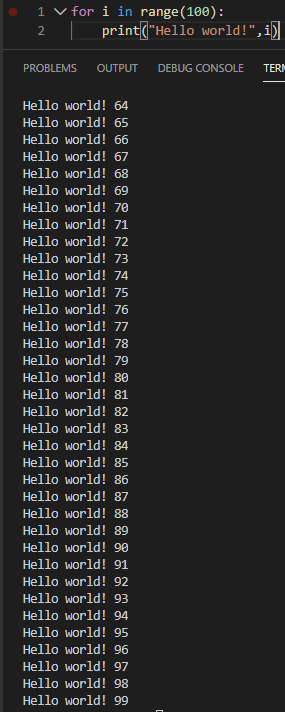 1 for i in range(100):
2 print("Hello world!",i)
PROBLEMS OUTPUT DEBUG CONSOLE
Hello world! 64
Hello world! 65
Hello world! 66
Hello world! 67
Hello world! 68
Hello world! 69
Hello world! 70
Hello world! 71
Hello world! 72
Hello world! 73
Hello world! 74
Hello world! 75
Hello world! 76
Hello world! 77
Hello world! 78
Hello world! 79
Hello world! 80
Hello world! 81
Hello world! 82
Hello world! 83
Hello world! 84
Hello world! 85
Hello world! 86
Hello world! 87
Hello world! 88
Hello world! 89
Hello world! 90
Hello world! 91
Hello world! 92
Hello world! 93
Hello world! 94
Hello world! 95
Hello world! 96
Hello world! 97
Hello world! 98
Hello world! 99